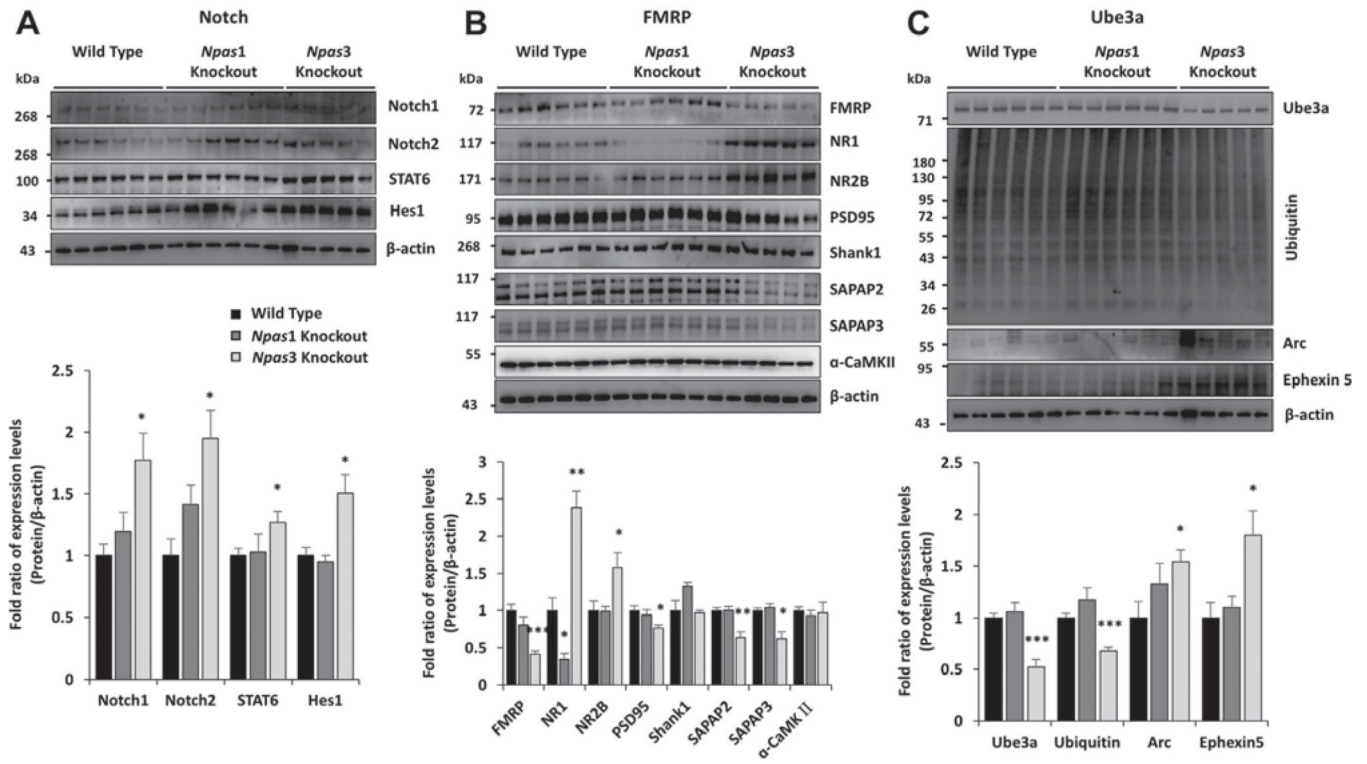 A
Notch
Wild Type
Npas1
Knockout
Npas3
Knockout
kDa
268
268
100
34
43
Notch1
Notch2
STAT6
Hes1
β-actin
Wild Type
Npas1 Knockout
Npas3 Knockout
Fold ratio of expression levels
(Protein/β-actin)
2.5
2
1.5
1
0.5
0
*
*
*
*
Notch1
Notch2
STAT6
Hes1
B
FMRP
Wild Type
Npas1
Knockout
Npas3
Knockout
kDa
72
117
171
95
268
117
117
55
43
FMRP
NR1
NR2B
PSD95
Shank1
SAPAP2
SAPAP3
α-CaMKII
β-actin
Fold ratio of expression levels
(Protein/β-actin)
3
2.5
2
1.5
1
0.5
0
***
*
**
*
*
**
*
FMRP
NR1
NR2B
PSD95
Shank1
SAPAP2
SAPAP3
α-CaMK II
C
Ube3a
Wild Type
Npas1
Knockout
Npas3
Knockout
kDa
71
180
130
95
72
55
43
34
26
55
95
43
Ube3a
Ubiquitin
Arc
Ephexin 5
β-actin
Fold ratio of expression levels
(Protein/β-actin)
2.5
2
1.5
1
0.5
0
***
***
*
*
Ube3a
Ubiquitin
Arc
Ephexin5